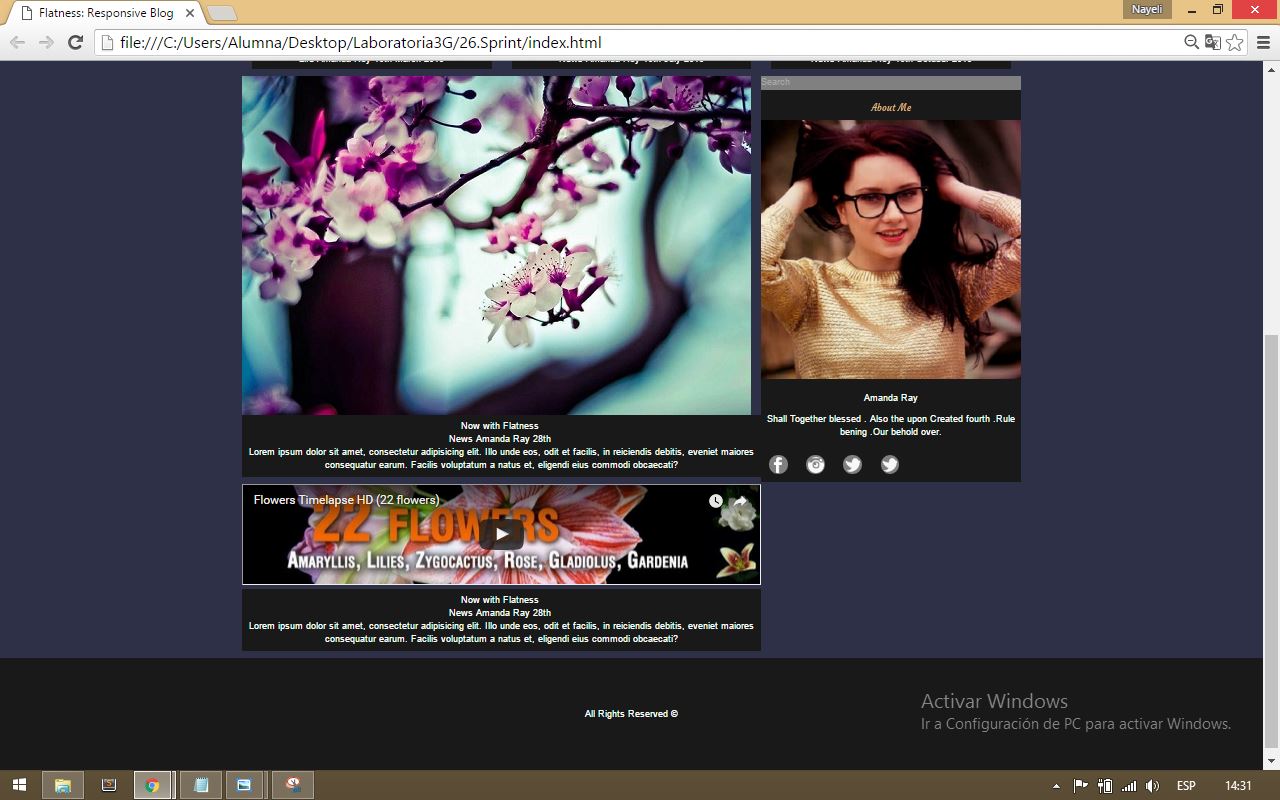 Flatness: Responsive Blog
Nayeli
file:///C:/Users/Alumna/Desktop/Laboratoria3G/26.Sprint/index.html
Search
About Me
Amanda Ray
Shall Together blessed . Also the upon Created fourth .Rule
bening .Our behold over.
Now with Flatness
News Amanda Ray 28th
Lorem ipsum dolor sit amet, consectetur adipisicing elit. Illo unde eos, odit et facilis, in reiciendis debitis, eveniet maiores
consequatur earum. Facilis voluptatum a natus et, eligendi eius commodi obcaecati?
Flowers Timelapse HD (22 flowers)
22 FLOWERS
AMARYLLIS, LILIES, ZYGOCACTUS, ROSE, GLADIOLUS, GARDENIA
Now with Flatness
News Amanda Ray 28th
Lorem ipsum dolor sit amet, consectetur adipisicing elit. Illo unde eos, odit et facilis, in reiciendis debitis, eveniet maiores
consequatur earum. Facilis voluptatum a natus et, eligendi eius commodi obcaecati?
All Rights Reserved ©
Activar Windows
Ir a Configuración de PC para activar Windows.
ESP
14:31